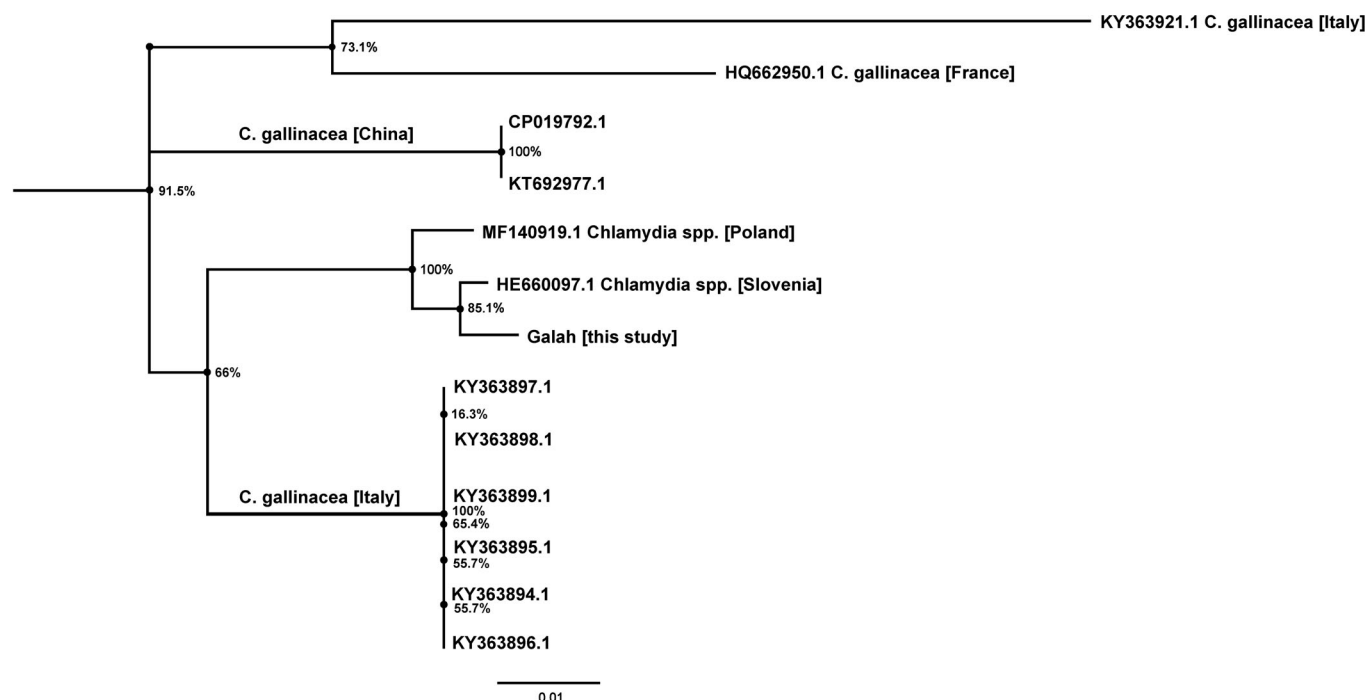 KY363921.1 C. gallinacea [Italy]
73.1%
HQ662950.1 C. gallinacea [France]
CP019792.1
C. gallinacea [China]
100%
KT692977.1
91.5%
MF140919.1 Chlamydia spp. [Poland]
100%
HE660097.1 Chlamydia spp. [Slovenia]
85.1%
Galah [this study]
66%
KY363897.1
16.3%
KY363898.1
C. gallinacea [Italy]
KY363899.1
100%
65.4%
KY363895.1
55.7%
KY363894.1
55.7%
KY363896.1
0.01